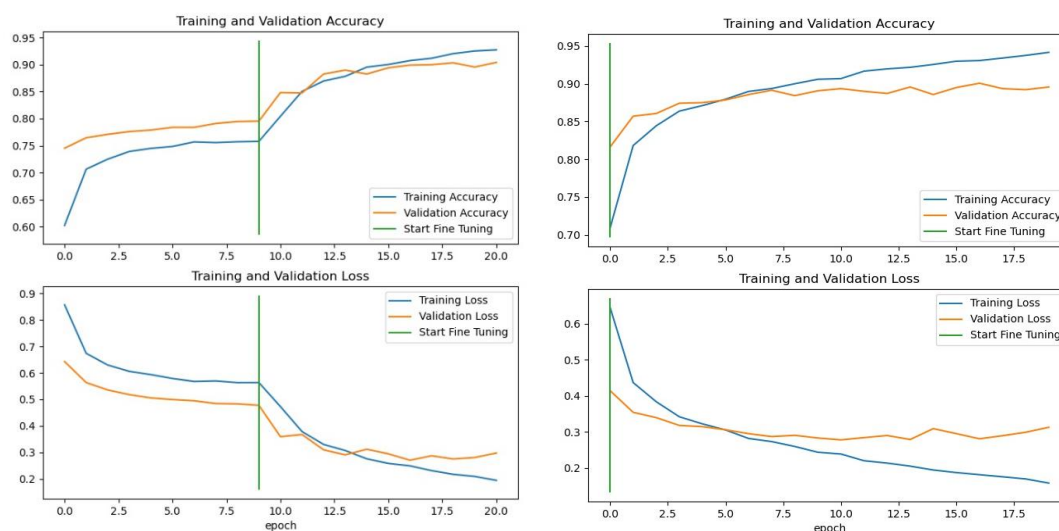 Training and Validation Accuracy
0.95
0.90
0.85
0.80
0.75
0.70
0.65
0.60
Training Accuracy
Validation Accuracy
Start Fine Tuning
0.0 2.5 5.0 7.5 10.0 12.5 15.0 17.5 20.0
Training and Validation Loss
0.9
0.8
0.7
0.6
0.5
0.4
0.3
0.2
Training Loss
Validation Loss
Start Fine Tuning
0.0 2.5 5.0 7.5 10.0 12.5 15.0 17.5 20.0
epoch
Training and Validation Accuracy
0.95
0.90
0.85
0.80
0.75
0.70
Training Accuracy
Validation Accuracy
Start Fine Tuning
0.0 2.5 5.0 7.5 10.0 12.5 15.0 17.5
Training and Validation Loss
0.6
0.5
0.4
0.3
0.2
Training Loss
Validation Loss
Start Fine Tuning
0.0 2.5 5.0 7.5 10.0 12.5 15.0 17.5
epoch